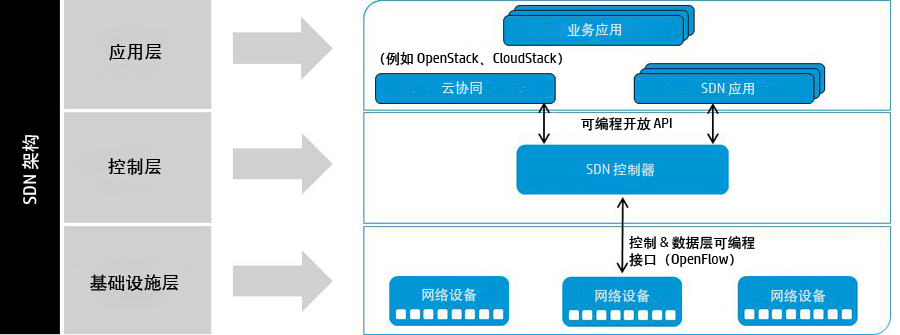 SDN 架构
应用层
业务应用
（例如 OpenStack、CloudStack）
云协同
SDN 应用
可编程开放 API
控制层
SDN 控制器
控制 & 数据层可编程
接口（OpenFlow）
基础设施层
网络设备
网络设备
网络设备